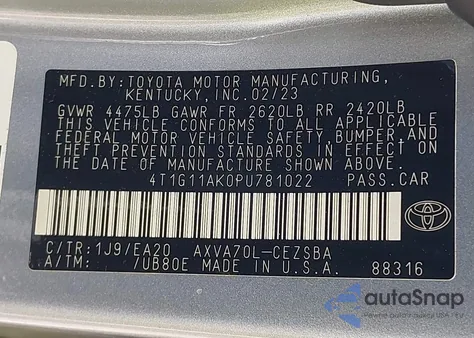 MFD. BY: TOYOTA MOTOR MANUFACTURING,
KENTUCKY, INC. 02/23
GVWR 4475LB GAWR FR 2620LB RR 2420LB
THIS VEHICLE CONFORMS TO ALL APPLICABLE
FEDERAL MOTOR VEHICLE SAFETY, BUMPER, AND
THEFT PREVENTION STANDARDS IN EFFECT ON
THE DATE OF MANUFACTURE SHOWN ABOVE.
4T1G11AK0PU781022 PASS.CAR
TOYOTA
C/TR:1J9/EA20 AXVA70L-CEZSBA
A/TM: /UB80E MADE IN U.S.A. 88316
autoSnap